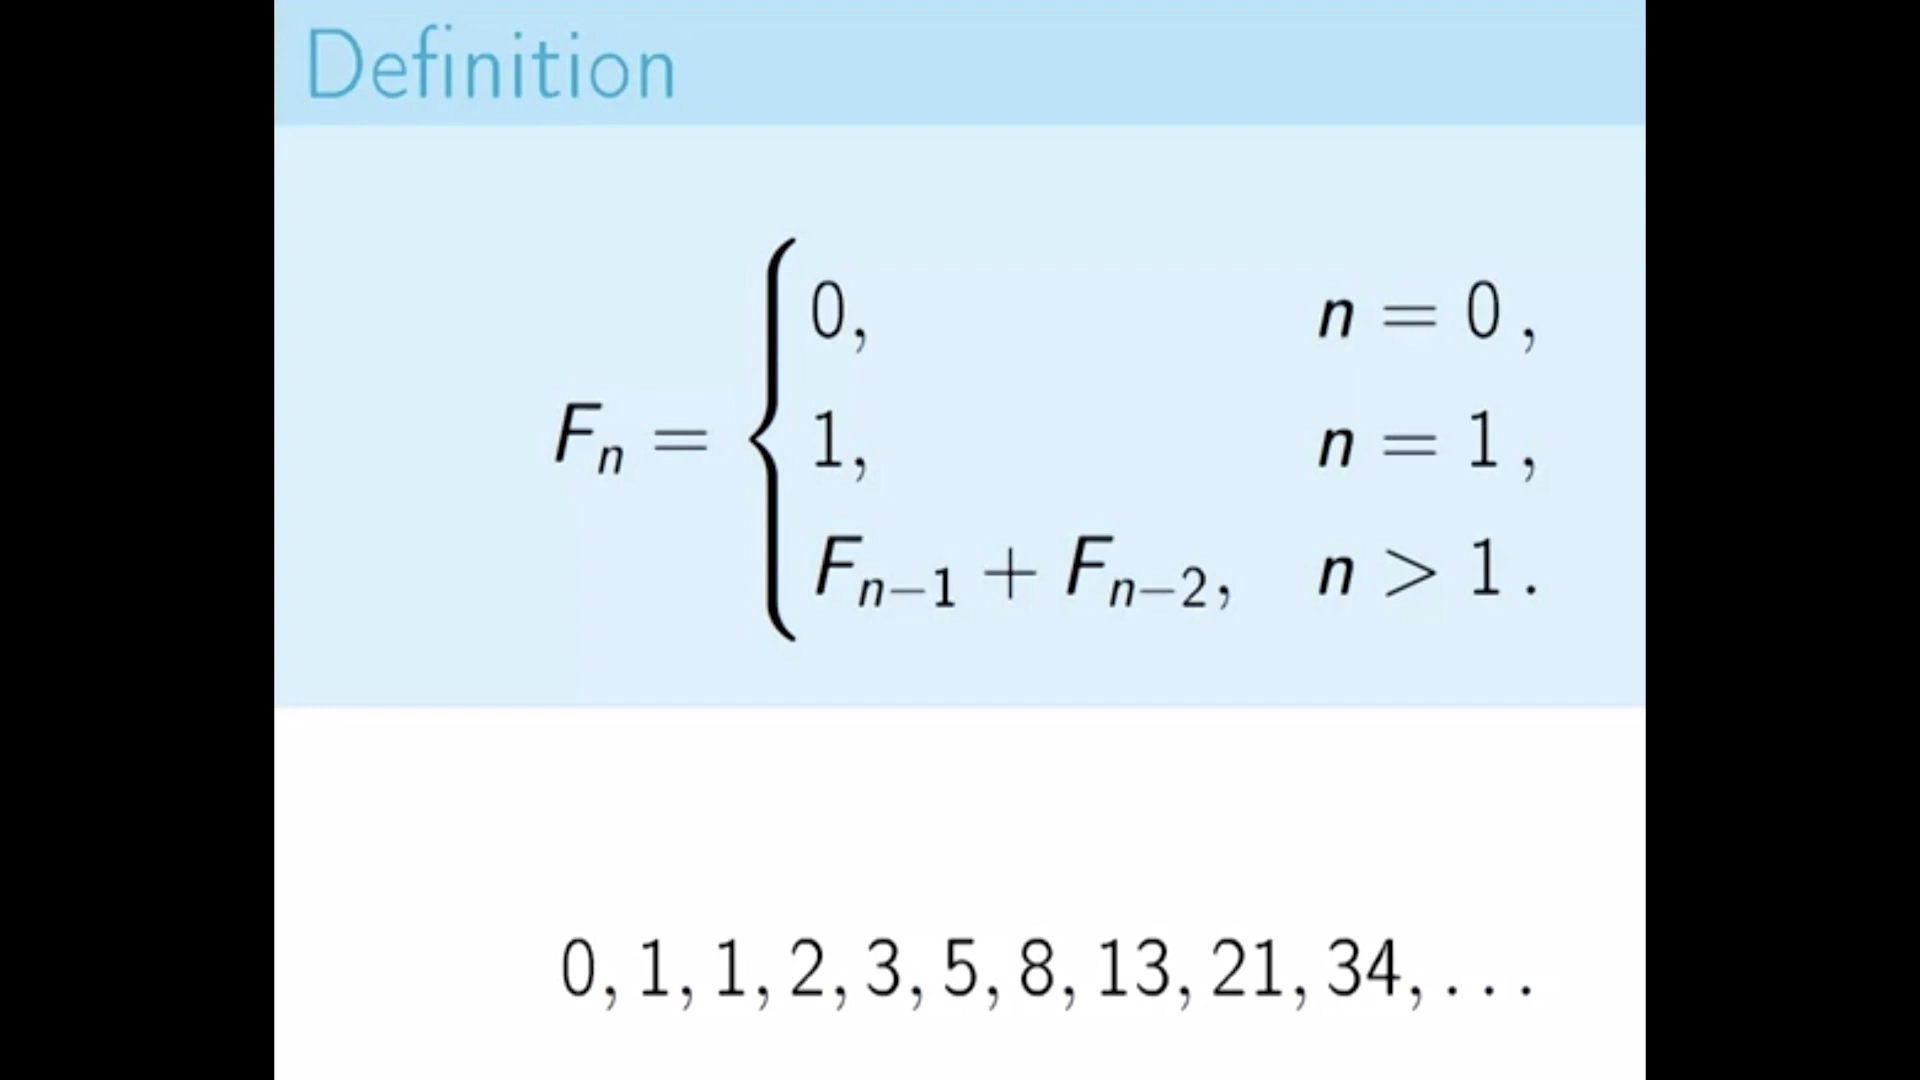 Definition
0, n = 0 ,
F_n = { 1, n = 1 ,
F_{n−1} + F_{n−2}, n > 1 .
0, 1, 1, 2, 3, 5, 8, 13, 21, 34, . . .